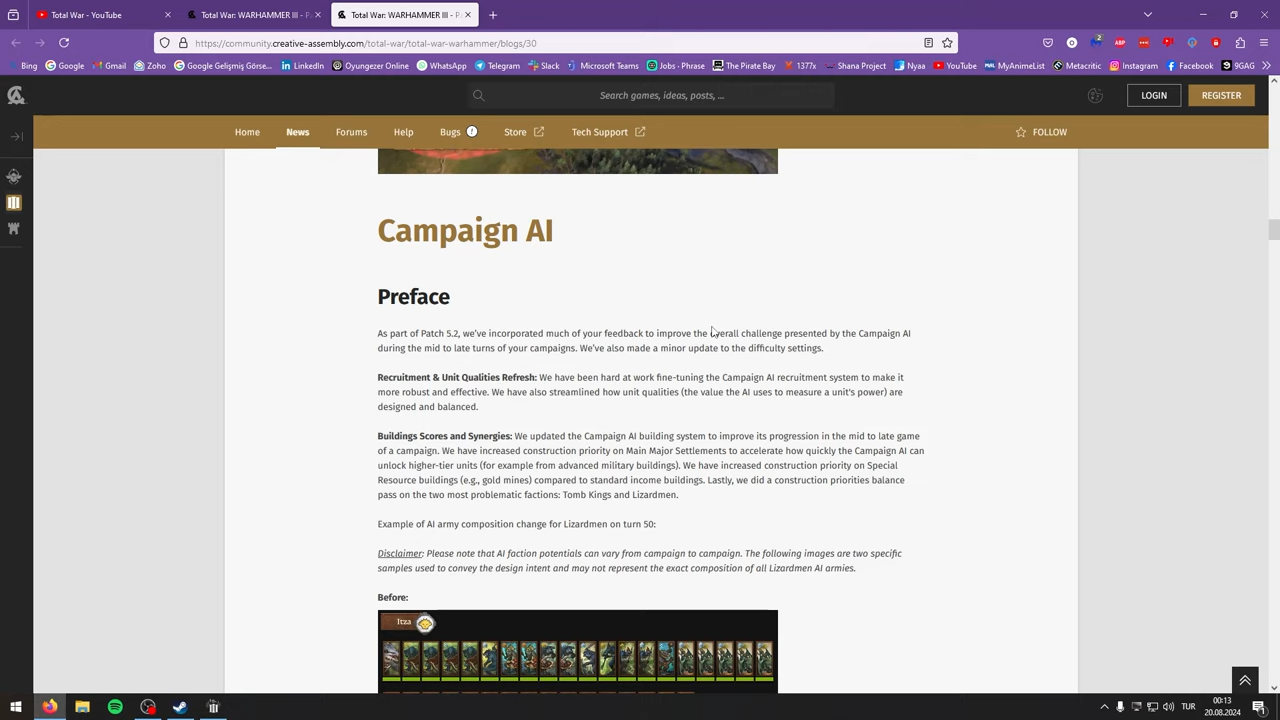 Total War - YouTube
Total War: WARHAMMER III - Pa
Total War: WARHAMMER III - Pa
https://community.creative-assembly.com/total-war/total-war-warhammer/blogs/30
Bing Google Gmail Zoho Google Gelişmiş Görse... LinkedIn Oyungezer Online WhatsApp Telegram Slack Microsoft Teams Jobs · Phrase The Pirate Bay 1377x Shana Project Nyaa YouTube MyAnimeList Metacritic Instagram Facebook 9GAG
Search games, ideas, posts, ...
LOGIN
REGISTER
Home News Forums Help Bugs Store Tech Support FOLLOW
Campaign AI
Preface
As part of Patch 5.2, we've incorporated much of your feedback to improve the overall challenge presented by the Campaign AI
during the mid to late turns of your campaigns. We've also made a minor update to the difficulty settings.
Recruitment & Unit Qualities Refresh: We have been hard at work fine-tuning the Campaign AI recruitment system to make it
more robust and effective. We have also streamlined how unit qualities (the value the AI uses to measure a unit's power) are
designed and balanced.
Buildings Scores and Synergies: We updated the Campaign AI building system to improve its progression in the mid to late game
of a campaign. We have increased construction priority on Main Major Settlements to accelerate how quickly the Campaign AI can
unlock higher-tier units (for example from advanced military buildings). We have increased construction priority on Special
Resource buildings (e.g., gold mines) compared to standard income buildings. Lastly, we did a construction priorities balance
pass on the two most problematic factions: Tomb Kings and Lizardmen.
Example of AI army composition change for Lizardmen on turn 50:
Disclaimer: Please note that AI faction potentials can vary from campaign to campaign. The following images are two specific
samples used to convey the design intent and may not represent the exact composition of all Lizardmen AI armies.
Before:
Itza
TUR
00:13
20.08.2024